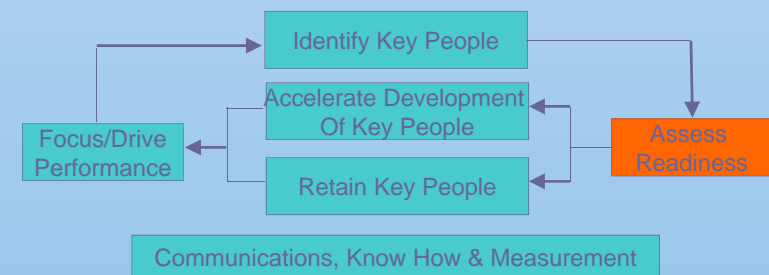 Identify Key People
Accelerate Development
Of Key People
Focus/Drive
Performance
Assess
Readiness
Retain Key People
Communications, Know How & Measurement